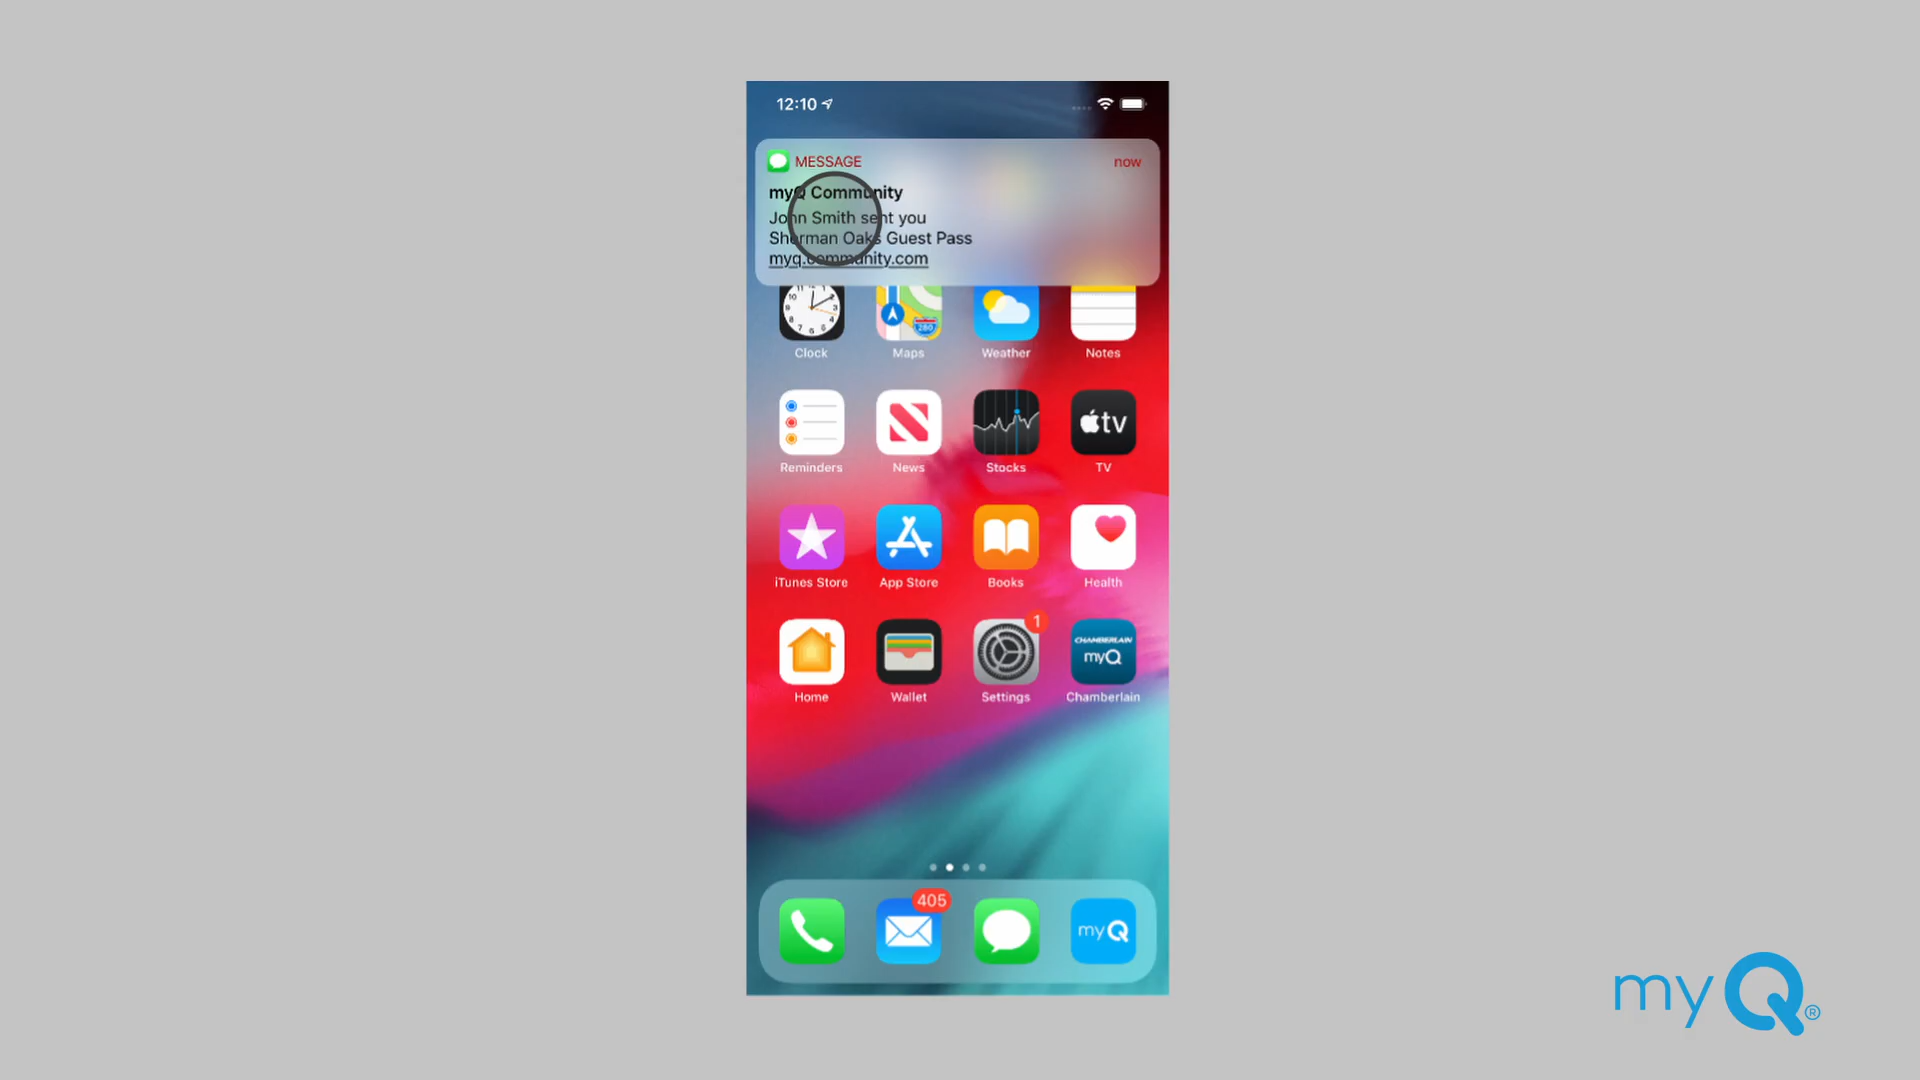 12:10
MESSAGE
now
myQ Community
John Smith sent you
Sherman Oaks Guest Pass
myq.community.com
Clock
Maps
Weather
Notes
280
Reminders
News
Stocks
TV
tv
iTunes Store
App Store
Books
Health
1
CHAMBERLAIN
myQ
Home
Wallet
Settings
Chamberlain
405
myQ
myQ®